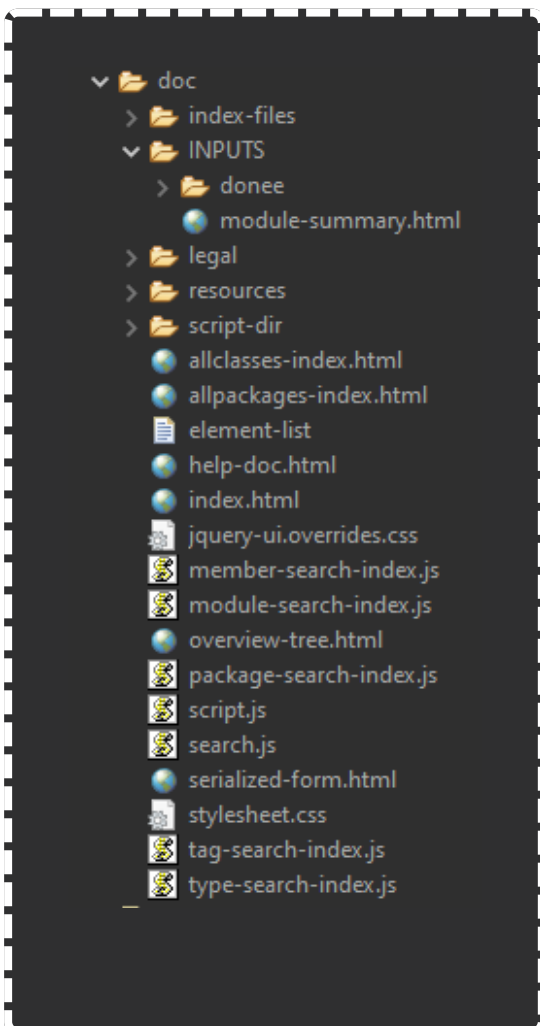 doc
index-files
INPUTS
donee
module-summary.html
legal
resources
script-dir
allclasses-index.html
allpackages-index.html
element-list
help-doc.html
index.html
jquery-ui.overrides.css
member-search-index.js
module-search-index.js
overview-tree.html
package-search-index.js
script.js
search.js
serialized-form.html
stylesheet.css
tag-search-index.js
type-search-index.js